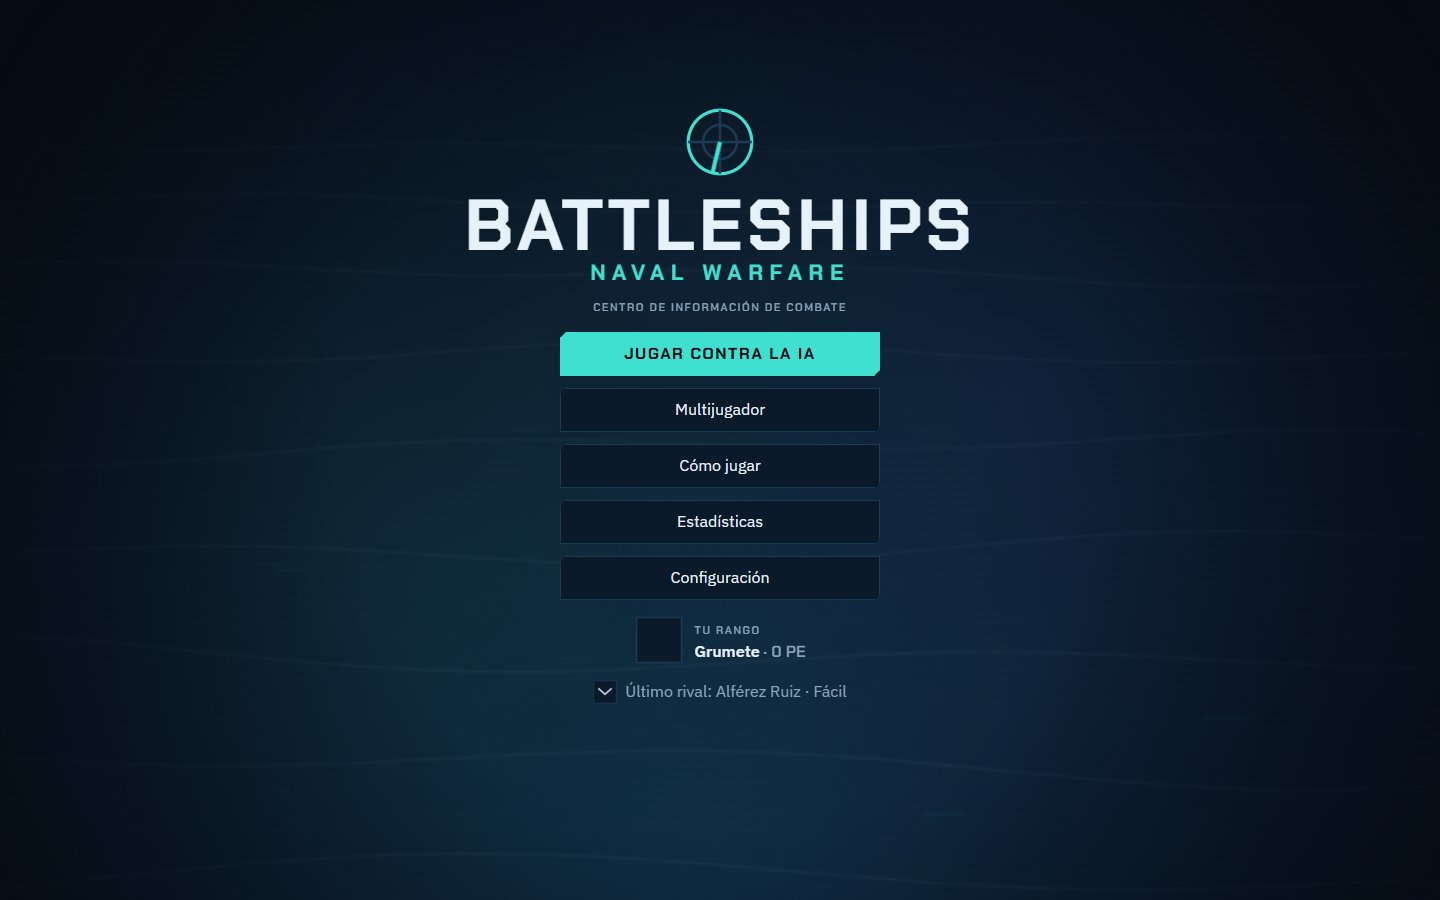 BATTLESHIPS
NAVAL WARFARE
CENTRO DE INFORMACIÓN DE COMBATE
JUGAR CONTRA LA IA
Multijugador
Cómo jugar
Estadísticas
Configuración
TU RANGO
Grumete · 0 PE
Último rival: Alférez Ruiz · Fácil